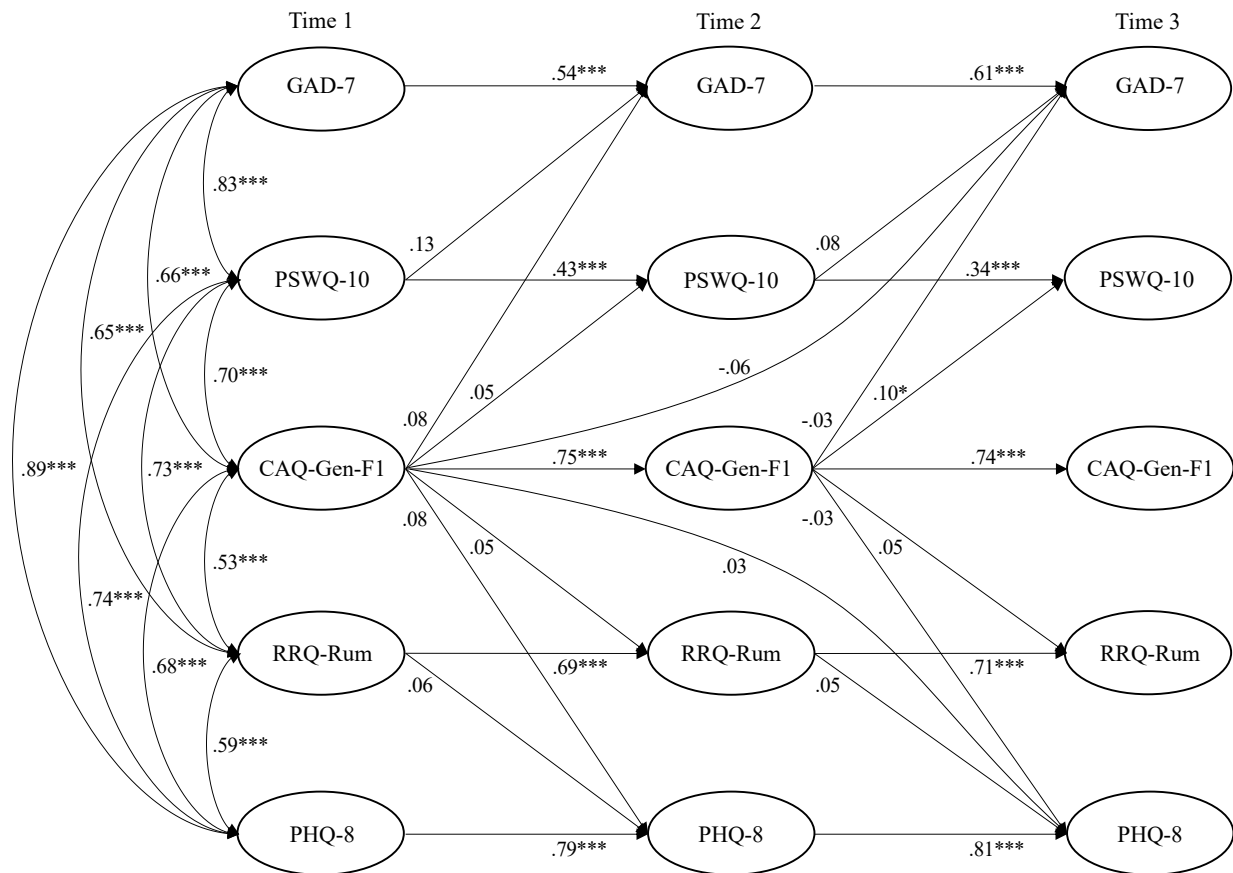 Time 1 Time 2 Time 3
GAD-7 .54*** GAD-7 .61*** GAD-7
.83***
.13 .08
PSWQ-10 .43*** PSWQ-10 .34*** PSWQ-10
.66***
.65***
.70*** .05 -.06 .10*
.08 -.03
CAQ-Gen-F1 .75*** CAQ-Gen-F1 .74*** CAQ-Gen-F1
.89*** .73***
.08 .05 -.03 .05
.53*** .03
.74***
RRQ-Rum .69*** RRQ-Rum .71*** RRQ-Rum
.68*** .06 .05
.59***
PHQ-8 .79*** PHQ-8 .81*** PHQ-8